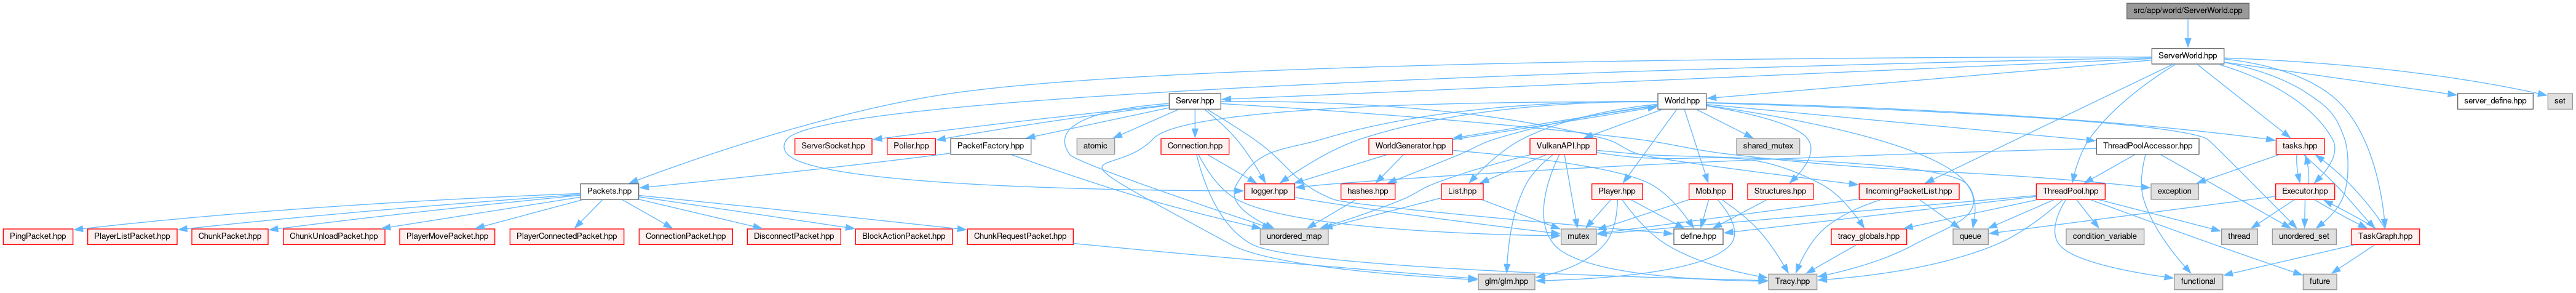 src/app/world/ServerWorld.cpp
ServerWorld.hpp
Server.hpp
World.hpp
server_define.hpp
set
ServerSocket.hpp
Poller.hpp
PacketFactory.hpp
atomic
Connection.hpp
WorldGenerator.hpp
VulkanAPI.hpp
shared_mutex
ThreadPoolAccessor.hpp
tasks.hpp
Packets.hpp
logger.hpp
hashes.hpp
List.hpp
Player.hpp
IncomingPacketList.hpp
Mob.hpp
Structures.hpp
ThreadPool.hpp
exception
Executor.hpp
PingPacket.hpp
PlayerListPacket.hpp
ChunkPacket.hpp
ChunkUnloadPacket.hpp
PlayerMovePacket.hpp
PlayerConnectedPacket.hpp
ConnectionPacket.hpp
DisconnectPacket.hpp
BlockActionPacket.hpp
ChunkRequestPacket.hpp
unordered_map
mutex
tracy_globals.hpp
queue
define.hpp
condition_variable
thread
unordered_set
TaskGraph.hpp
glm/glm.hpp
Tracy.hpp
functional
future